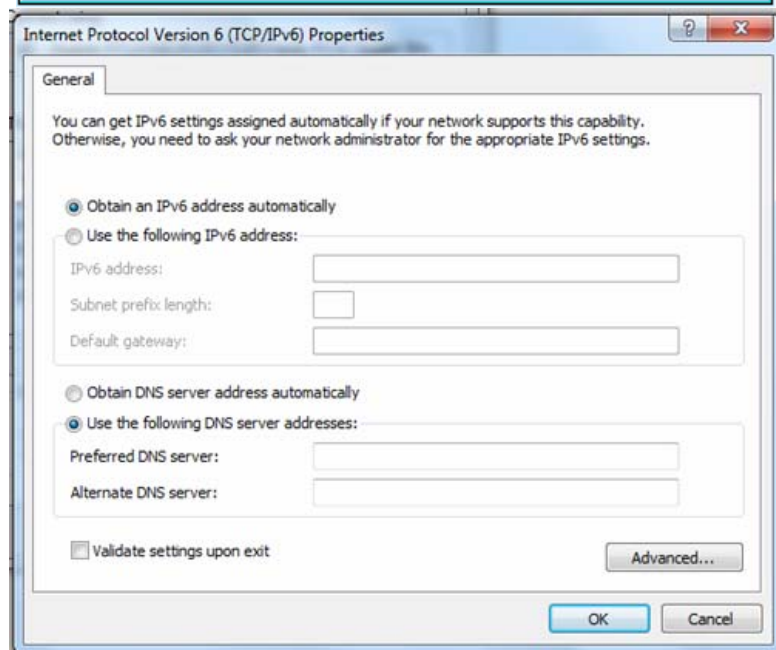 Internet Protocol Version 6 (TCP/IPv6) Properties
General
You can get IPv6 settings assigned automatically if your network supports this capability.
Otherwise, you need to ask your network administrator for the appropriate IPv6 settings.
Obtain an IPv6 address automatically
Use the following IPv6 address:
IPv6 address:
Subnet prefix length:
Default gateway:
Obtain DNS server address automatically
Use the following DNS server addresses:
Preferred DNS server:
Alternate DNS server:
Validate settings upon exit
Advanced...
OK Cancel